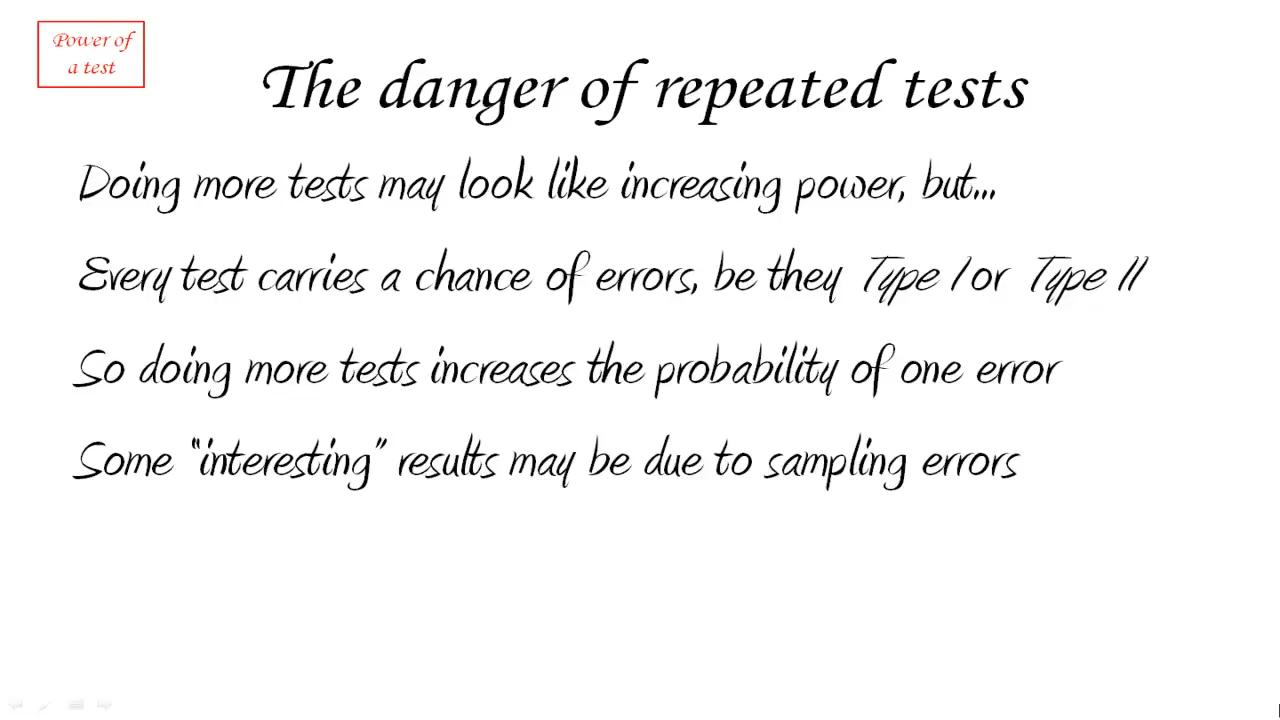 Power of
a test
The danger of repeated tests
Doing more tests may look like increasing power, but...
Every test carries a chance of errors, be they Type I or Type II
So doing more tests increases the probability of one error
Some "interesting" results may be due to sampling errors